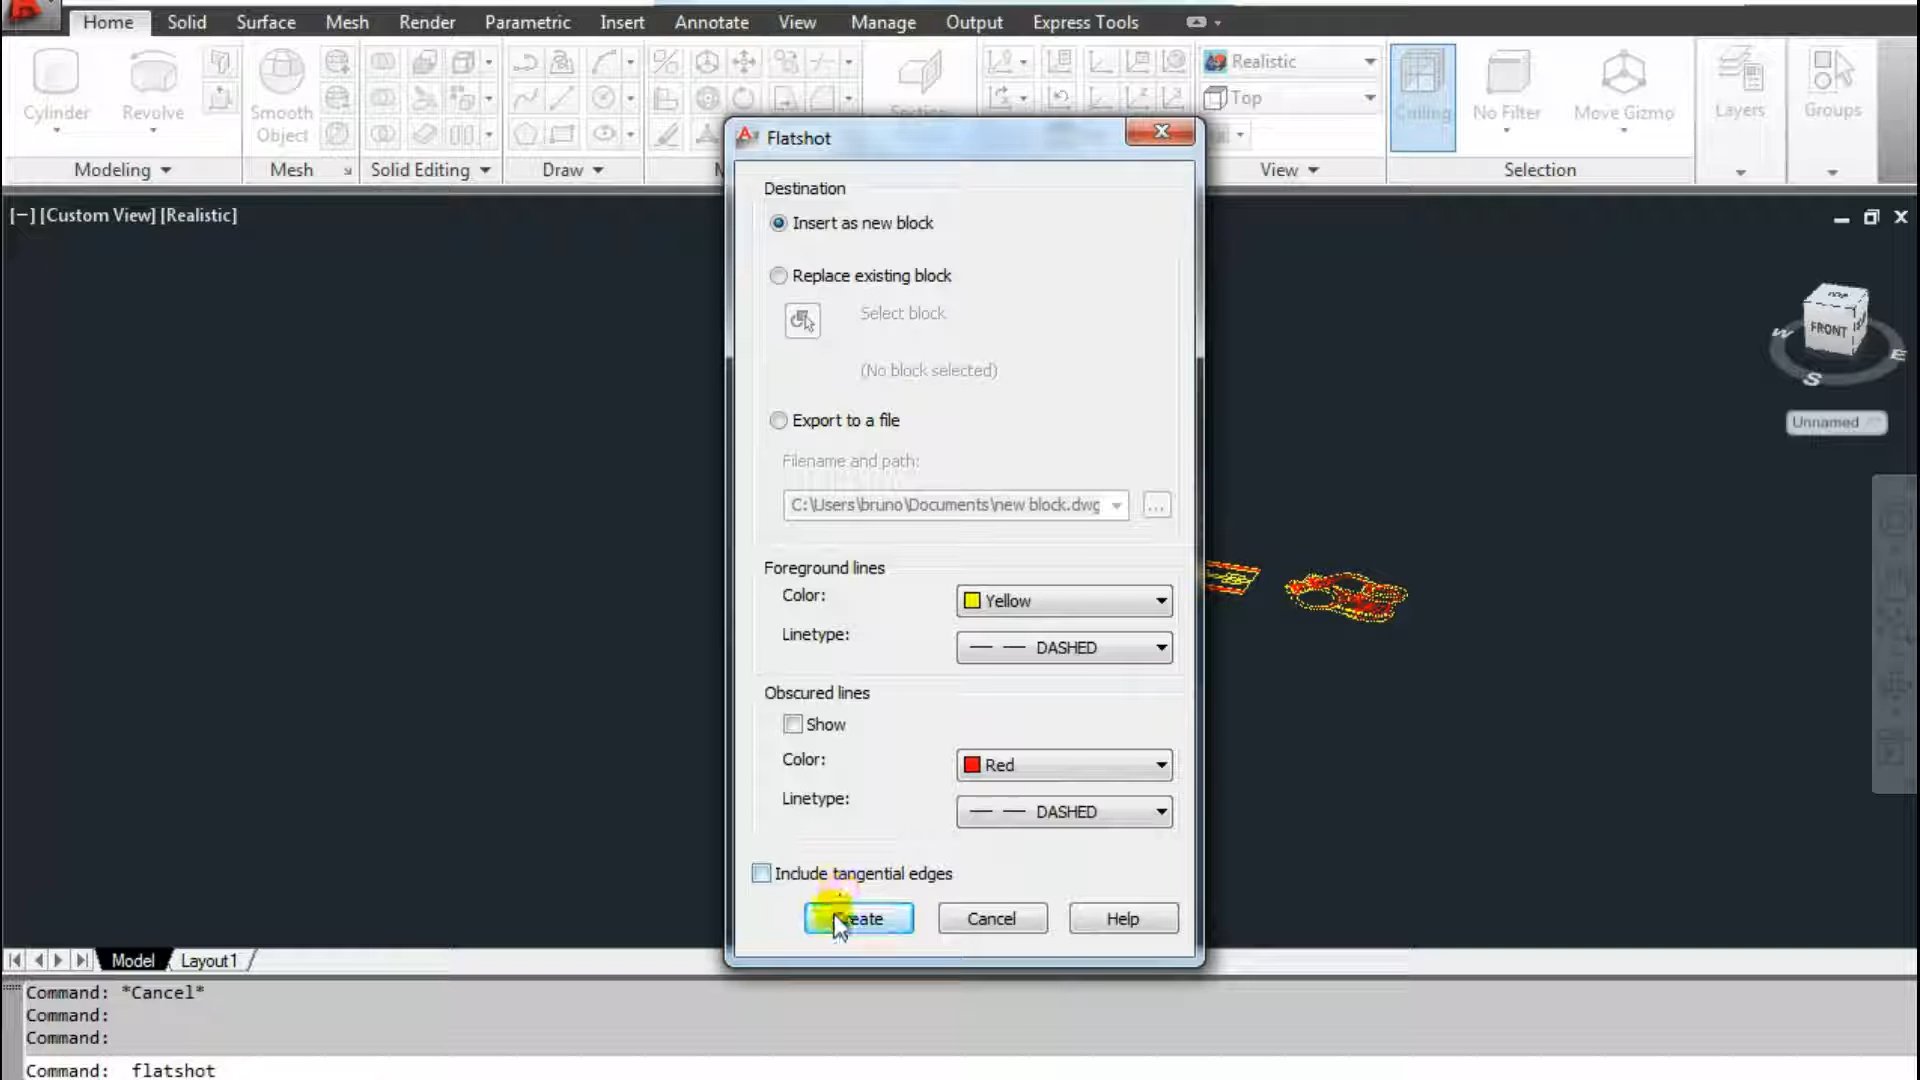 Home Solid Surface Mesh Render Parametric Insert Annotate View Manage Output Express Tools
Cylinder Revolve Smooth Object
Realistic
Top
Culling No Filter Move Gizmo Layers Groups
Modeling Mesh Solid Editing Draw View Selection
[−] [Custom View] [Realistic]
Flatshot
Destination
Insert as new block
Replace existing block
Select block
(No block selected)
Export to a file
Filename and path:
C:\Users\bruno\Documents\new block.dwg
...
Foreground lines
Color:
Yellow
Linetype:
DASHED
Obscured lines
Show
Color:
Red
Linetype:
DASHED
Include tangential edges
Create Cancel Help
TOP
FRONT
W
E
S
Unnamed
Model Layout1
Command: *Cancel*
Command:
Command:
Command: flatshot